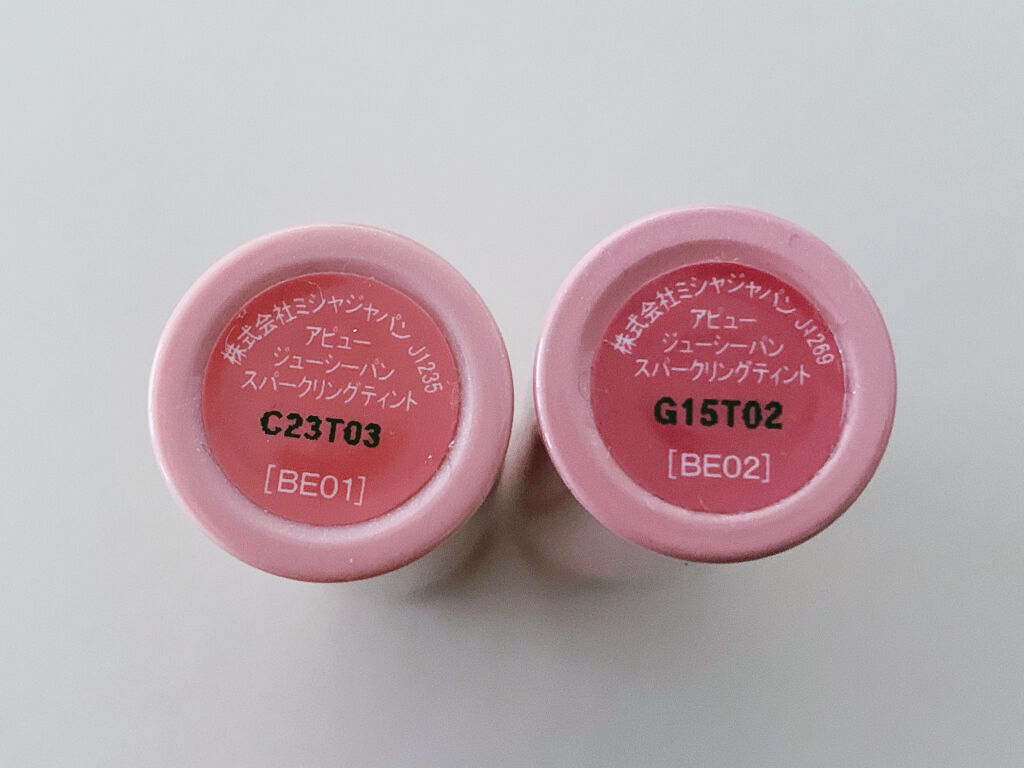 株式会社ミシャジャパン J1235
アピュー
ジューシーパン
スパークリングティント
C23T03
[BE01]
株式会社ミシャジャパン J1269
アピュー
ジューシーパン
スパークリングティント
G15T02
[BE02]